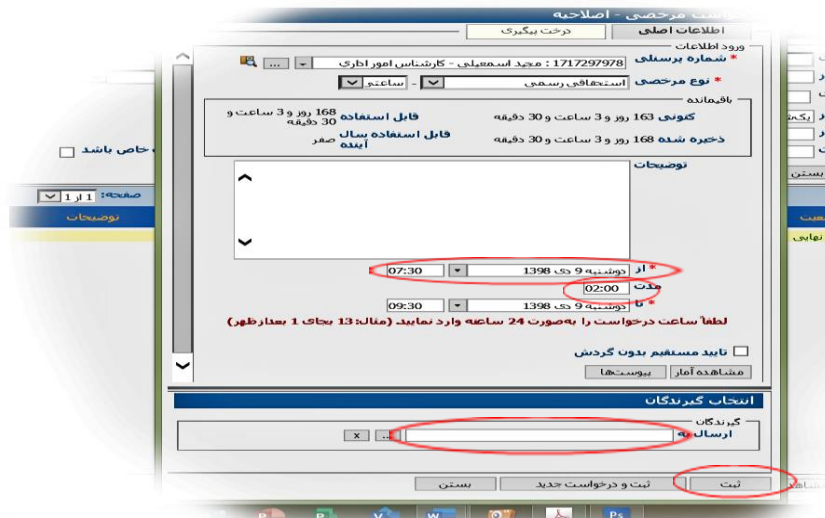 درخواست مرخصی - اصلاحیه
اطلاعات اصلی
درخت پیگیری
ورود اطلاعات
* شماره پرسنلی
1717297978 : مجید اسمعیلی - کارشناس امور اداری
...
* نوع مرخصی
استحقاقی رسمی - ساعتی
باقیمانده
کنونی 163 روز و 3 ساعت و 30 دقیقه
قابل استفاده 168 روز و 3 ساعت و 30 دقیقه
ذخیره شده 168 روز و 3 ساعت و 30 دقیقه
قابل استفاده سال آینده صفر
توضیحات
* از دوشنبه 9 دی 1398 07:30
مدت 02:00
* تا دوشنبه 9 دی 1398 09:30
لطفاً ساعت درخواست را به‌صورت 24 ساعته وارد نمایید. (مثال: 13 بجای 1 بعدازظهر)
تایید مستقیم بدون گردش
مشاهده آمار
پیوست‌ها
انتخاب گیرندگان
گیرندگان
ارسال به
...
x
ثبت
ثبت و درخواست جدید
بستن
خاص باشد
صفحه: 1 از 1
توضیحات
بستن
نهایی